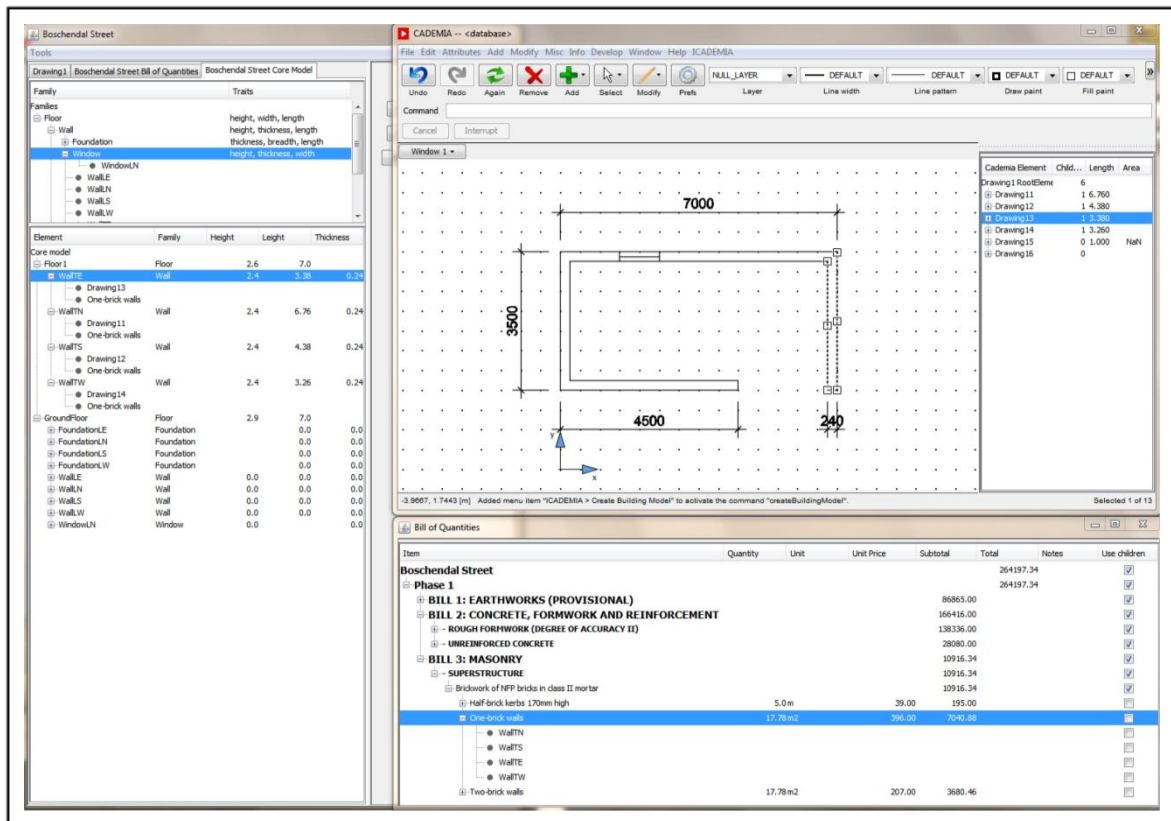 Boschendal Street
Tools
Drawing1 Boschendal Street Bill of Quantities Boschendal Street Core Model
Family Traits
Families
Floor height, width, length
Wall height, thickness, length
Foundation thickness, breadth, length
Window height, thickness, width
WindowLN
WallLE
WallLN
WallLS
WallLW
Element Family Height Leight Thickness
Core model
Floor1 Floor 2.6 7.0
WallTE Wall 2.4 3.38 0.24
Drawing13
One-brick walls
WallTN Wall 2.4 6.76 0.24
Drawing11
One-brick walls
WallTS Wall 2.4 4.38 0.24
Drawing12
One-brick walls
WallTW Wall 2.4 3.26 0.24
Drawing14
One-brick walls
GroundFloor Floor 2.9 7.0
FoundationLE Foundation 0.0 0.0
FoundationLN Foundation 0.0 0.0
FoundationLS Foundation 0.0 0.0
FoundationLW Foundation 0.0 0.0
WallLE Wall 0.0 0.0 0.0
WallLN Wall 0.0 0.0 0.0
WallLS Wall 0.0 0.0 0.0
WallLW Wall 0.0 0.0 0.0
WindowLN Window 0.0 0.0
CADEMIA -- <database>
File Edit Attributes Add Modify Misc Info Develop Window Help ICADEMIA
NULL_LAYER DEFAULT DEFAULT DEFAULT DEFAULT
Undo Redo Again Remove Add Select Modify Prefs Layer Line width Line pattern Draw paint Fill paint
Command
Cancel Interrupt
Window 1
7000
3500
4500 240
y
x
Cademia Element Child... Length Area
Drawing1 RootEleme 6
Drawing11 1 6.760
Drawing12 1 4.380
Drawing13 1 3.380
Drawing14 1 3.260
Drawing15 0 1.000 NaN
Drawing16 0
-3.9667, 1.7443 [m] Added menu item "ICADEMIA > Create Building Model" to activate the command "createBuildingModel". Selected 1 of 13
Bill of Quantities
Item Quantity Unit Unit Price Subtotal Total Notes Use children
Boschendal Street 264197.34
Phase 1 264197.34
BILL 1: EARTHWORKS (PROVISIONAL) 86865.00
BILL 2: CONCRETE, FORMWORK AND REINFORCEMENT 166416.00
- ROUGH FORMWORK (DEGREE OF ACCURACY II) 138336.00
- UNREINFORCED CONCRETE 28080.00
BILL 3: MASONRY 10916.34
- SUPERSTRUCTURE 10916.34
Brickwork of NFP bricks in class II mortar 10916.34
Half-brick kerbs 170mm high 5.0 m 39.00 195.00
One-brick walls 17.78 m2 396.00 7040.88
WallTN
WallTS
WallTE
WallTW
Two-brick walls 17.78 m2 207.00 3680.46